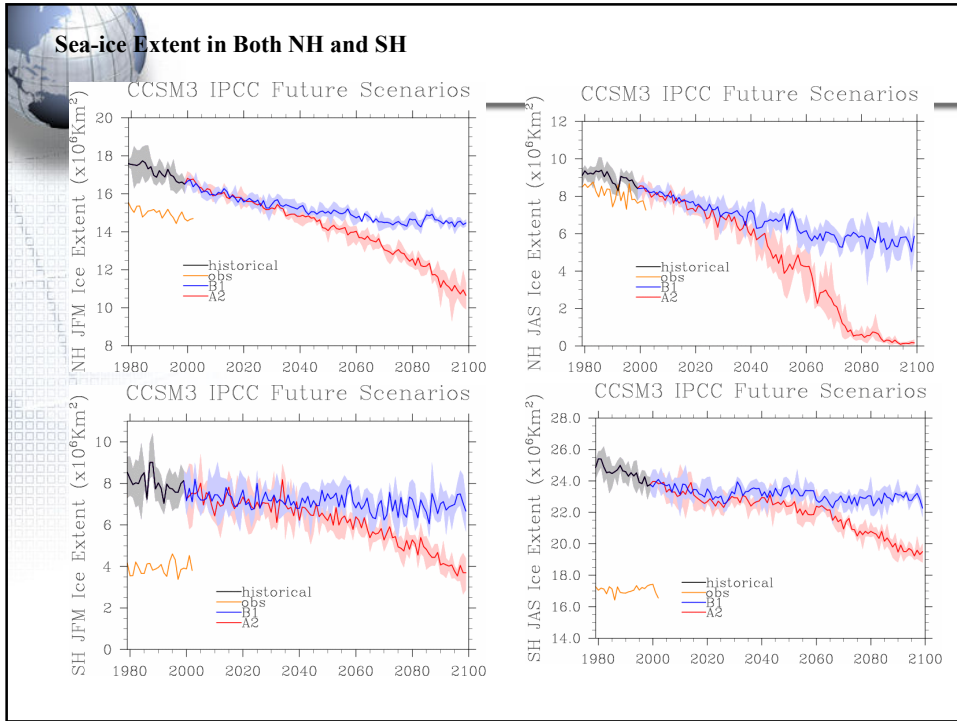 Sea-ice Extent in Both NH and SH
CCSM3 IPCC Future Scenarios
NH JFM Ice Extent (x10⁶Km²)
20
18
16
14
12
10
8
historical
obs
B1
A2
1980 2000 2020 2040 2060 2080 2100
CCSM3 IPCC Future Scenarios
NH JAS Ice Extent (x10⁶Km²)
12
10
8
6
4
2
0
historical
obs
B1
A2
1980 2000 2020 2040 2060 2080 2100
CCSM3 IPCC Future Scenarios
SH JFM Ice Extent (x10⁶Km²)
10
8
6
4
2
0
historical
obs
B1
A2
1980 2000 2020 2040 2060 2080 2100
CCSM3 IPCC Future Scenarios
SH JAS Ice Extent (x10⁶Km²)
28.0
26.0
24.0
22.0
20.0
18.0
16.0
14.0
historical
obs
B1
A2
1980 2000 2020 2040 2060 2080 2100